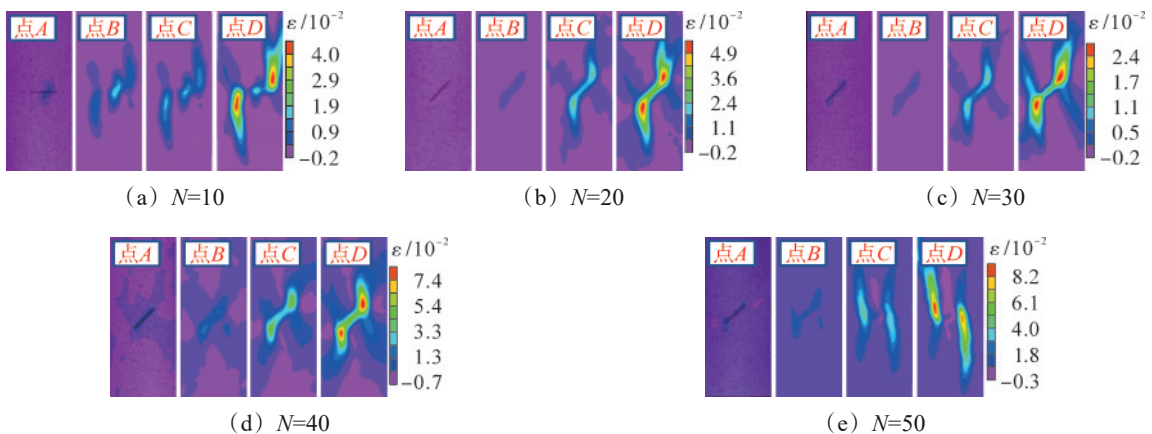 点A 点B 点C 点D ε/10⁻²
4.0
2.9
1.9
0.9
−0.2
(a) N=10
点A 点B 点C 点D ε/10⁻²
4.9
3.6
2.4
1.1
−0.2
(b) N=20
点A 点B 点C 点D ε/10⁻²
2.4
1.7
1.1
0.5
−0.2
(c) N=30
点A 点B 点C 点D ε/10⁻²
7.4
5.4
3.3
1.3
−0.7
(d) N=40
点A 点B 点C 点D ε/10⁻²
8.2
6.1
4.0
1.8
−0.3
(e) N=50